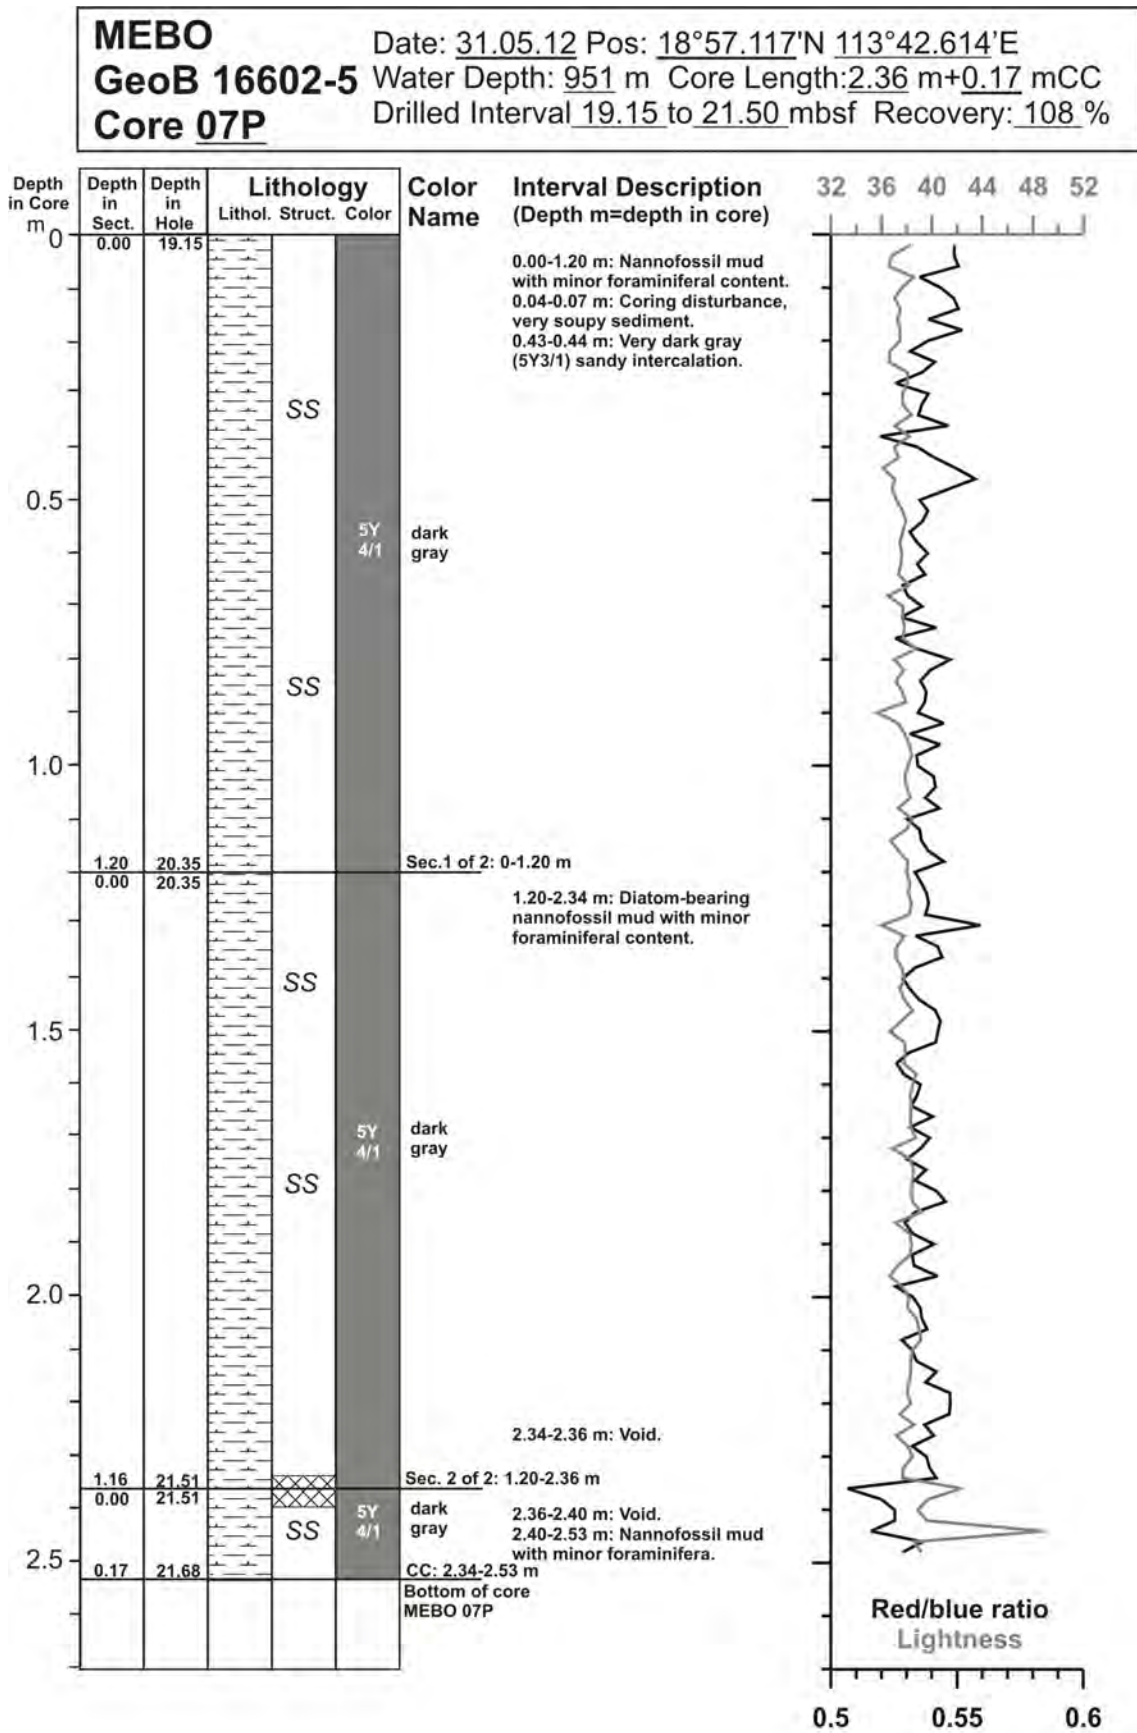 MEBO
GeoB 16602-5
Core 07P
Date: 31.05.12 Pos: 18°57.117'N 113°42.614'E
Water Depth: 951 m Core Length:2.36 m+0.17 mCC
Drilled Interval 19.15 to 21.50 mbsf Recovery: 108 %
Depth
in Core
m
Depth
in
Sect.
Depth
in
Hole
Lithology
Lithol. Struct. Color
Color
Name
Interval Description
(Depth m=depth in core)
32 36 40 44 48 52
0
0.00 19.15
0.00-1.20 m: Nannofossil mud
with minor foraminiferal content.
0.04-0.07 m: Coring disturbance,
very soupy sediment.
0.43-0.44 m: Very dark gray
(5Y3/1) sandy intercalation.
SS
0.5
5Y
4/1
dark
gray
SS
1.0
1.20 20.35
Sec.1 of 2: 0-1.20 m
0.00 20.35
1.20-2.34 m: Diatom-bearing
nannofossil mud with minor
foraminiferal content.
SS
1.5
5Y
4/1
dark
gray
SS
2.0
2.34-2.36 m: Void.
1.16 21.51
Sec. 2 of 2: 1.20-2.36 m
0.00 21.51
5Y
4/1
dark
gray
SS
2.36-2.40 m: Void.
2.40-2.53 m: Nannofossil mud
with minor foraminifera.
2.5
0.17 21.68
CC: 2.34-2.53 m
Bottom of core
MEBO 07P
Red/blue ratio
Lightness
0.5 0.55 0.6